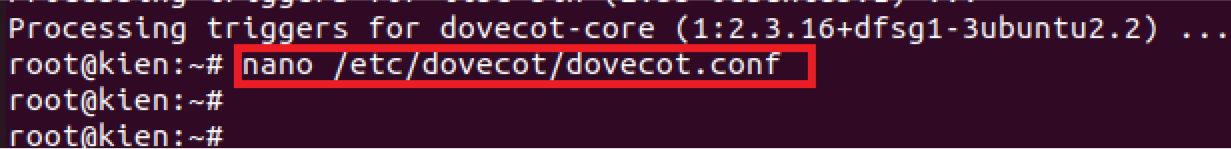 Processing triggers for dovecot-core (1:2.3.16+dfsg1-3ubuntu2.2) ...
root@kien:~# nano /etc/dovecot/dovecot.conf
root@kien:~#
root@kien:~#